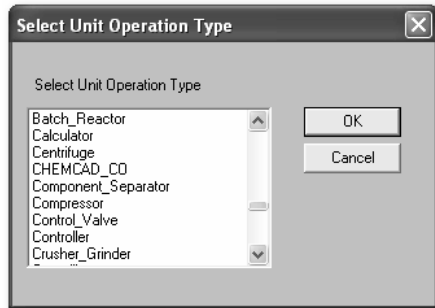 Select Unit Operation Type
Select Unit Operation Type
Batch_Reactor
Calculator
Centrifuge
CHEMCAD_CO
Component_Separator
Compressor
Control_Valve
Controller
Crusher_Grinder
OK
Cancel